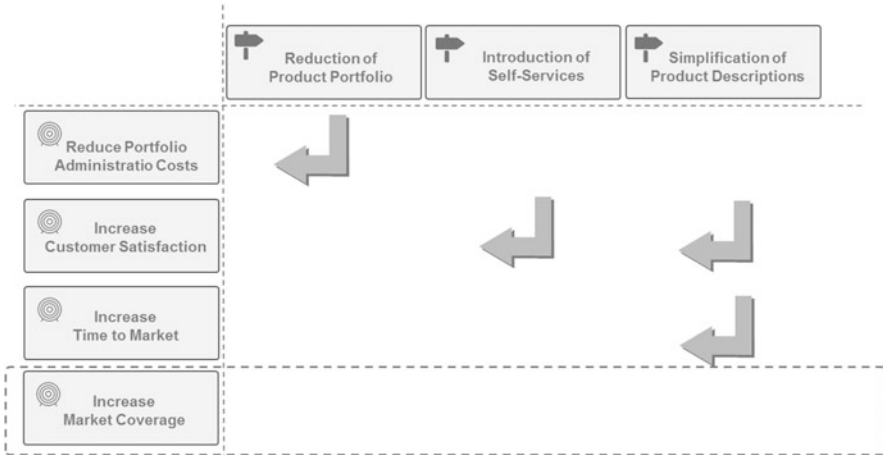 Reduction of
Product Portfolio
Introduction of
Self-Services
Simplification of
Product Descriptions
Reduce Portfolio
Administratio Costs
Increase
Customer Satisfaction
Increase
Time to Market
Increase
Market Coverage